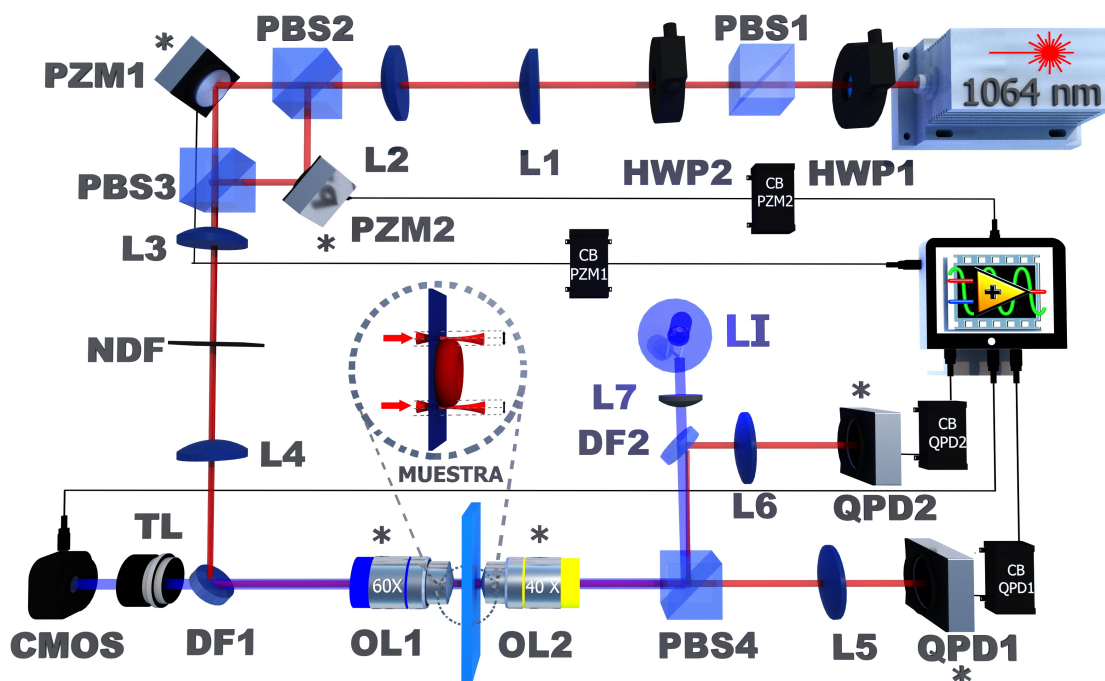 *
PZM1
PBS2
PBS1
1064 nm
L2
L1
HWP2
HWP1
PBS3
CB
PZM2
*
PZM2
L3
CB
PZM1
NDF
LI
*
L7
CB
QPD2
DF2
L4
MUESTRA
L6
QPD2
TL
*
*
CB
QPD1
60X
40 X
CMOS
DF1
OL1
OL2
PBS4
L5
QPD1
*